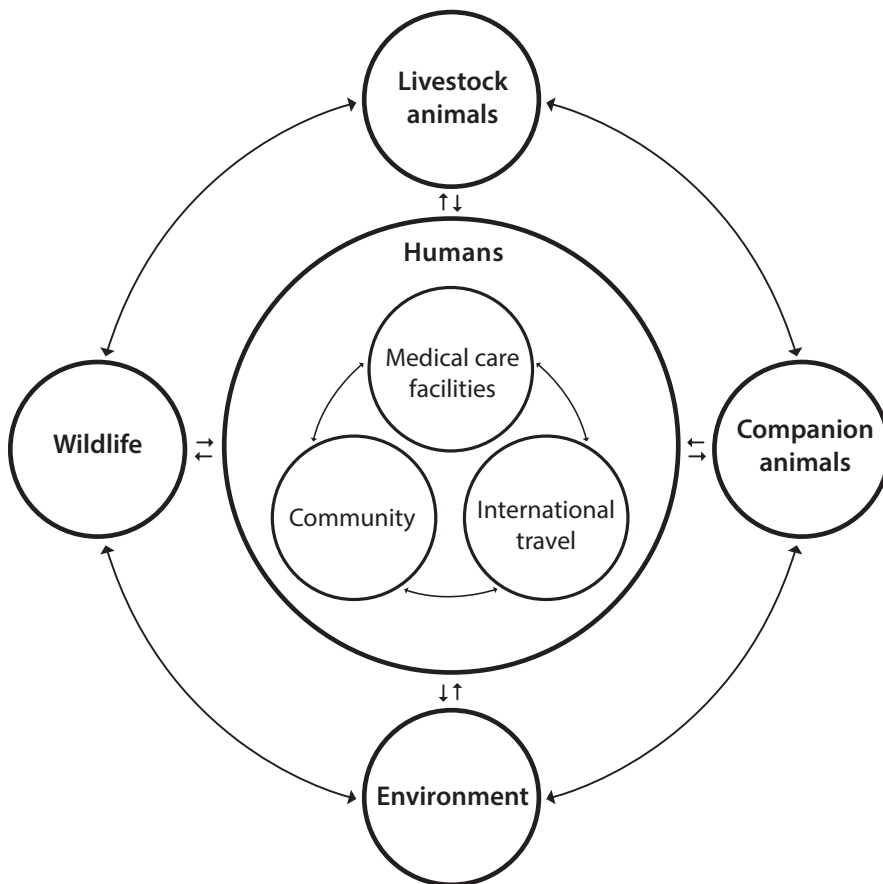 Livestock
animals
Humans
Medical care
facilities
Wildlife
Companion
animals
Community
International
travel
Environment